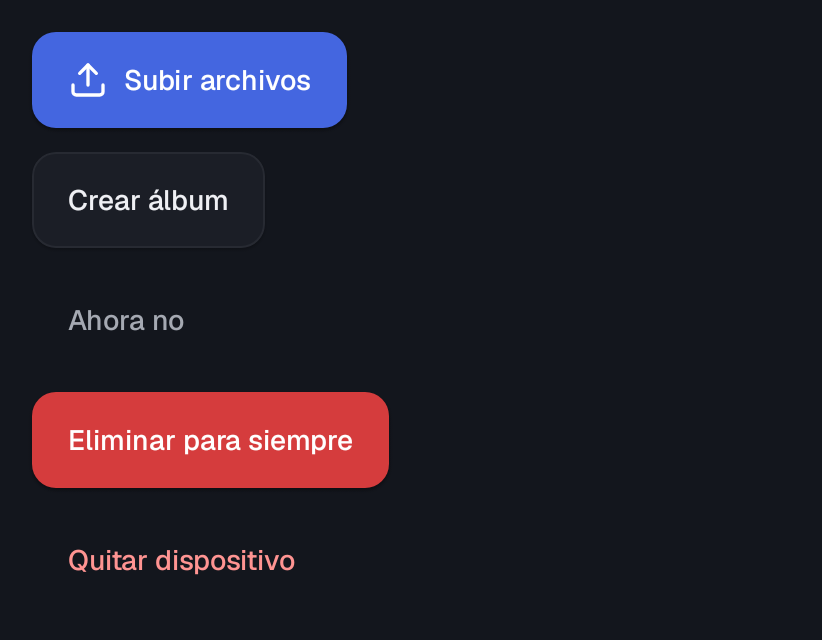 Subir archivos
Crear álbum
Ahora no
Eliminar para siempre
Quitar dispositivo